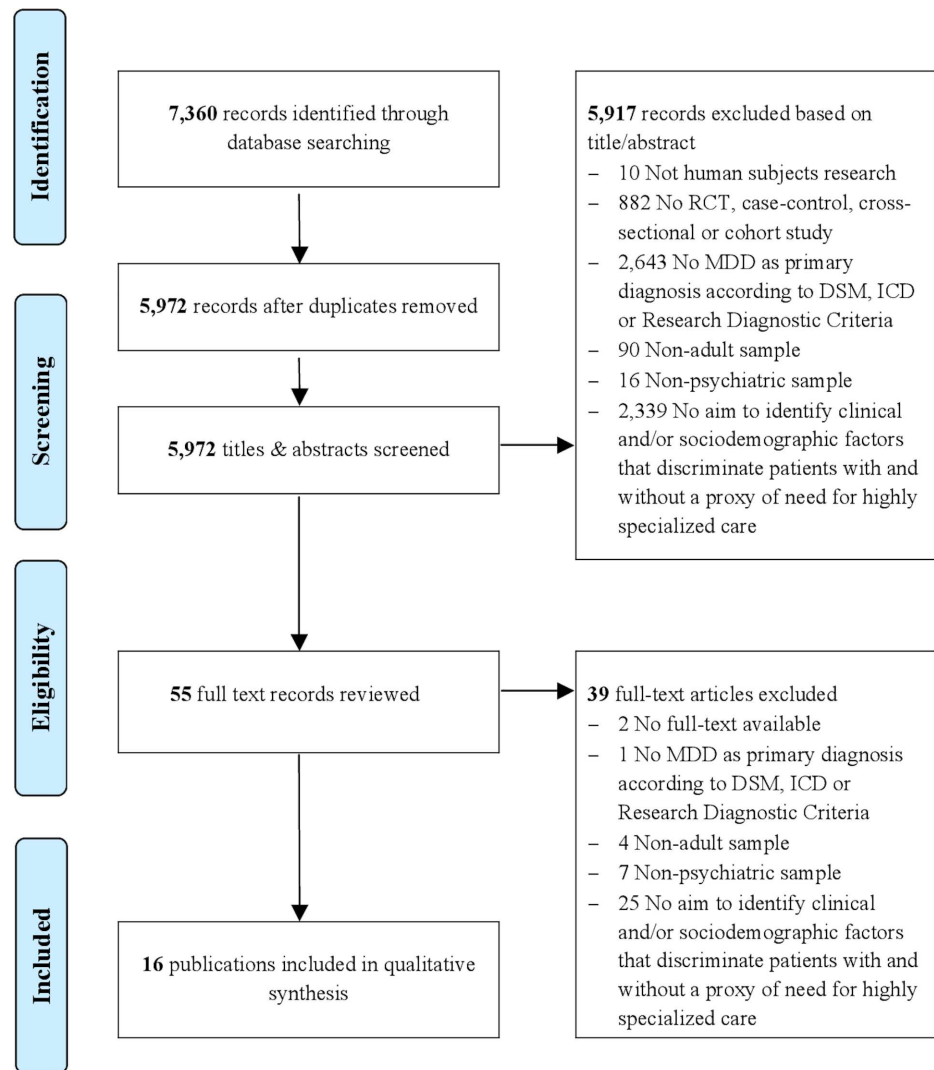 Identification
7,360 records identified through
database searching
5,917 records excluded based on
title/abstract
– 10 Not human subjects research
– 882 No RCT, case-control, cross-
sectional or cohort study
– 2,643 No MDD as primary
diagnosis according to DSM, ICD
or Research Diagnostic Criteria
– 90 Non-adult sample
– 16 Non-psychiatric sample
– 2,339 No aim to identify clinical
and/or sociodemographic factors
that discriminate patients with and
without a proxy of need for highly
specialized care
Screening
5,972 records after duplicates removed
5,972 titles & abstracts screened
Eligibility
55 full text records reviewed
39 full-text articles excluded
– 2 No full-text available
– 1 No MDD as primary diagnosis
according to DSM, ICD or
Research Diagnostic Criteria
– 4 Non-adult sample
– 7 Non-psychiatric sample
– 25 No aim to identify clinical
and/or sociodemographic factors
that discriminate patients with and
without a proxy of need for highly
specialized care
Included
16 publications included in qualitative
synthesis